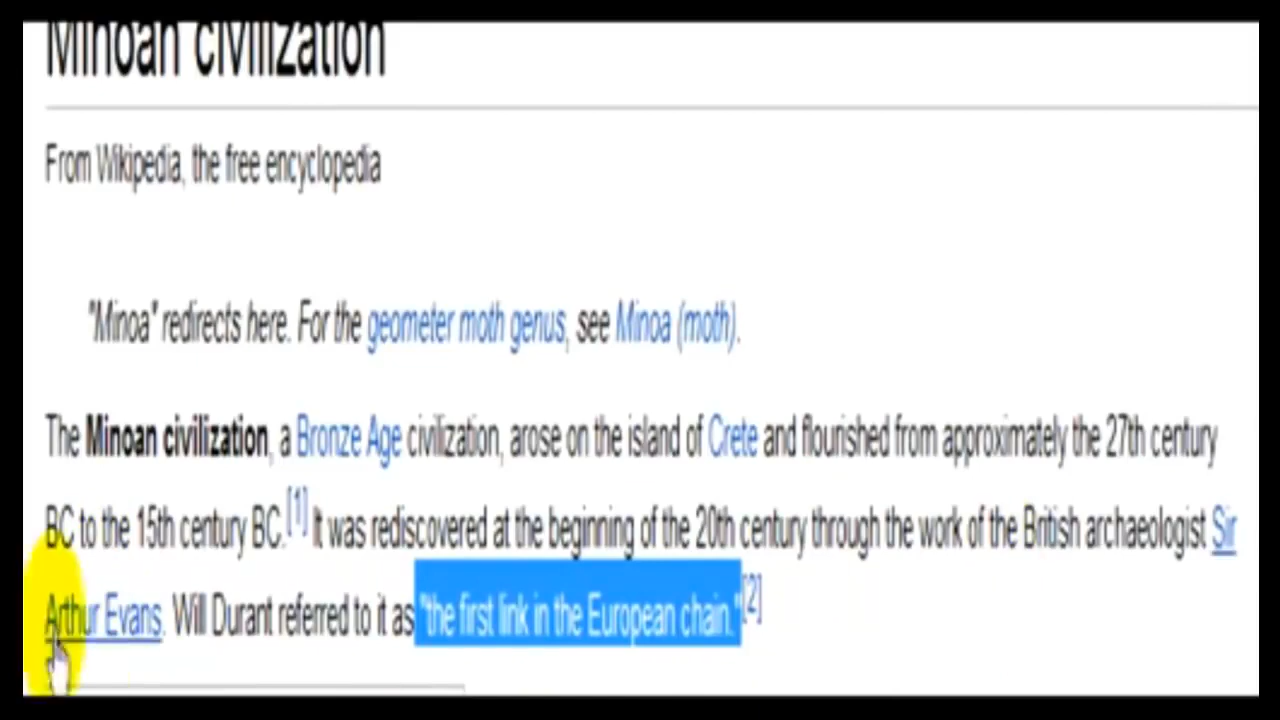 Minoan civilization
From Wikipedia, the free encyclopedia
"Minoa" redirects here. For the geometer moth genus, see Minoa (moth).
The Minoan civilization, a Bronze Age civilization, arose on the island of Crete and flourished from approximately the 27th century
BC to the 15th century BC.[1] It was rediscovered at the beginning of the 20th century through the work of the British archaeologist Sir
Arthur Evans. Will Durant referred to it as "the first link in the European chain."[2]